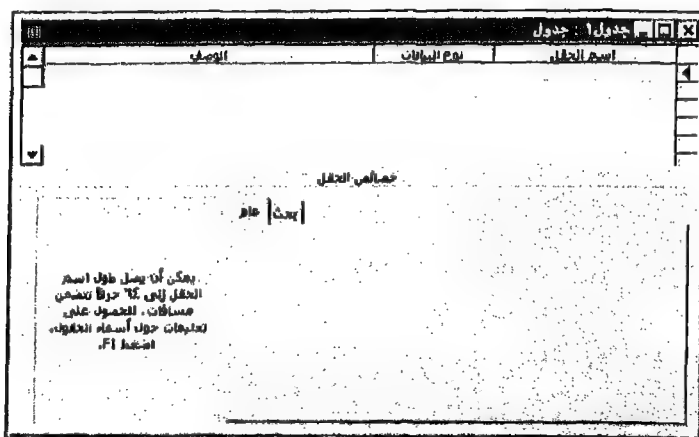 جدول1 : جدول
اسم الحقل نوع البيانات الوصف
خصائص الحقل
عام بحث
يمكن أن يصل طول اسم
الحقل إلى ٦٤ حرفاً تتضمن
مسافات. للحصول على
تعليمات حول أسماء الحقول،
اضغط F1.